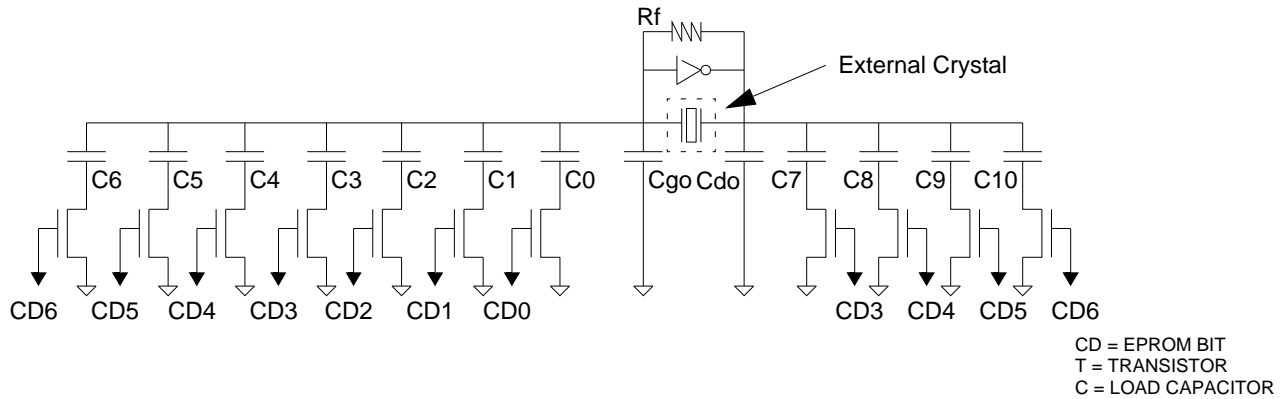 Rf
External Crystal
C6 C5 C4 C3 C2 C1 C0 Cgo Cdo C7 C8 C9 C10
CD6 CD5 CD4 CD3 CD2 CD1 CD0 CD3 CD4 CD5 CD6
CD = EPROM BIT
T = TRANSISTOR
C = LOAD CAPACITOR